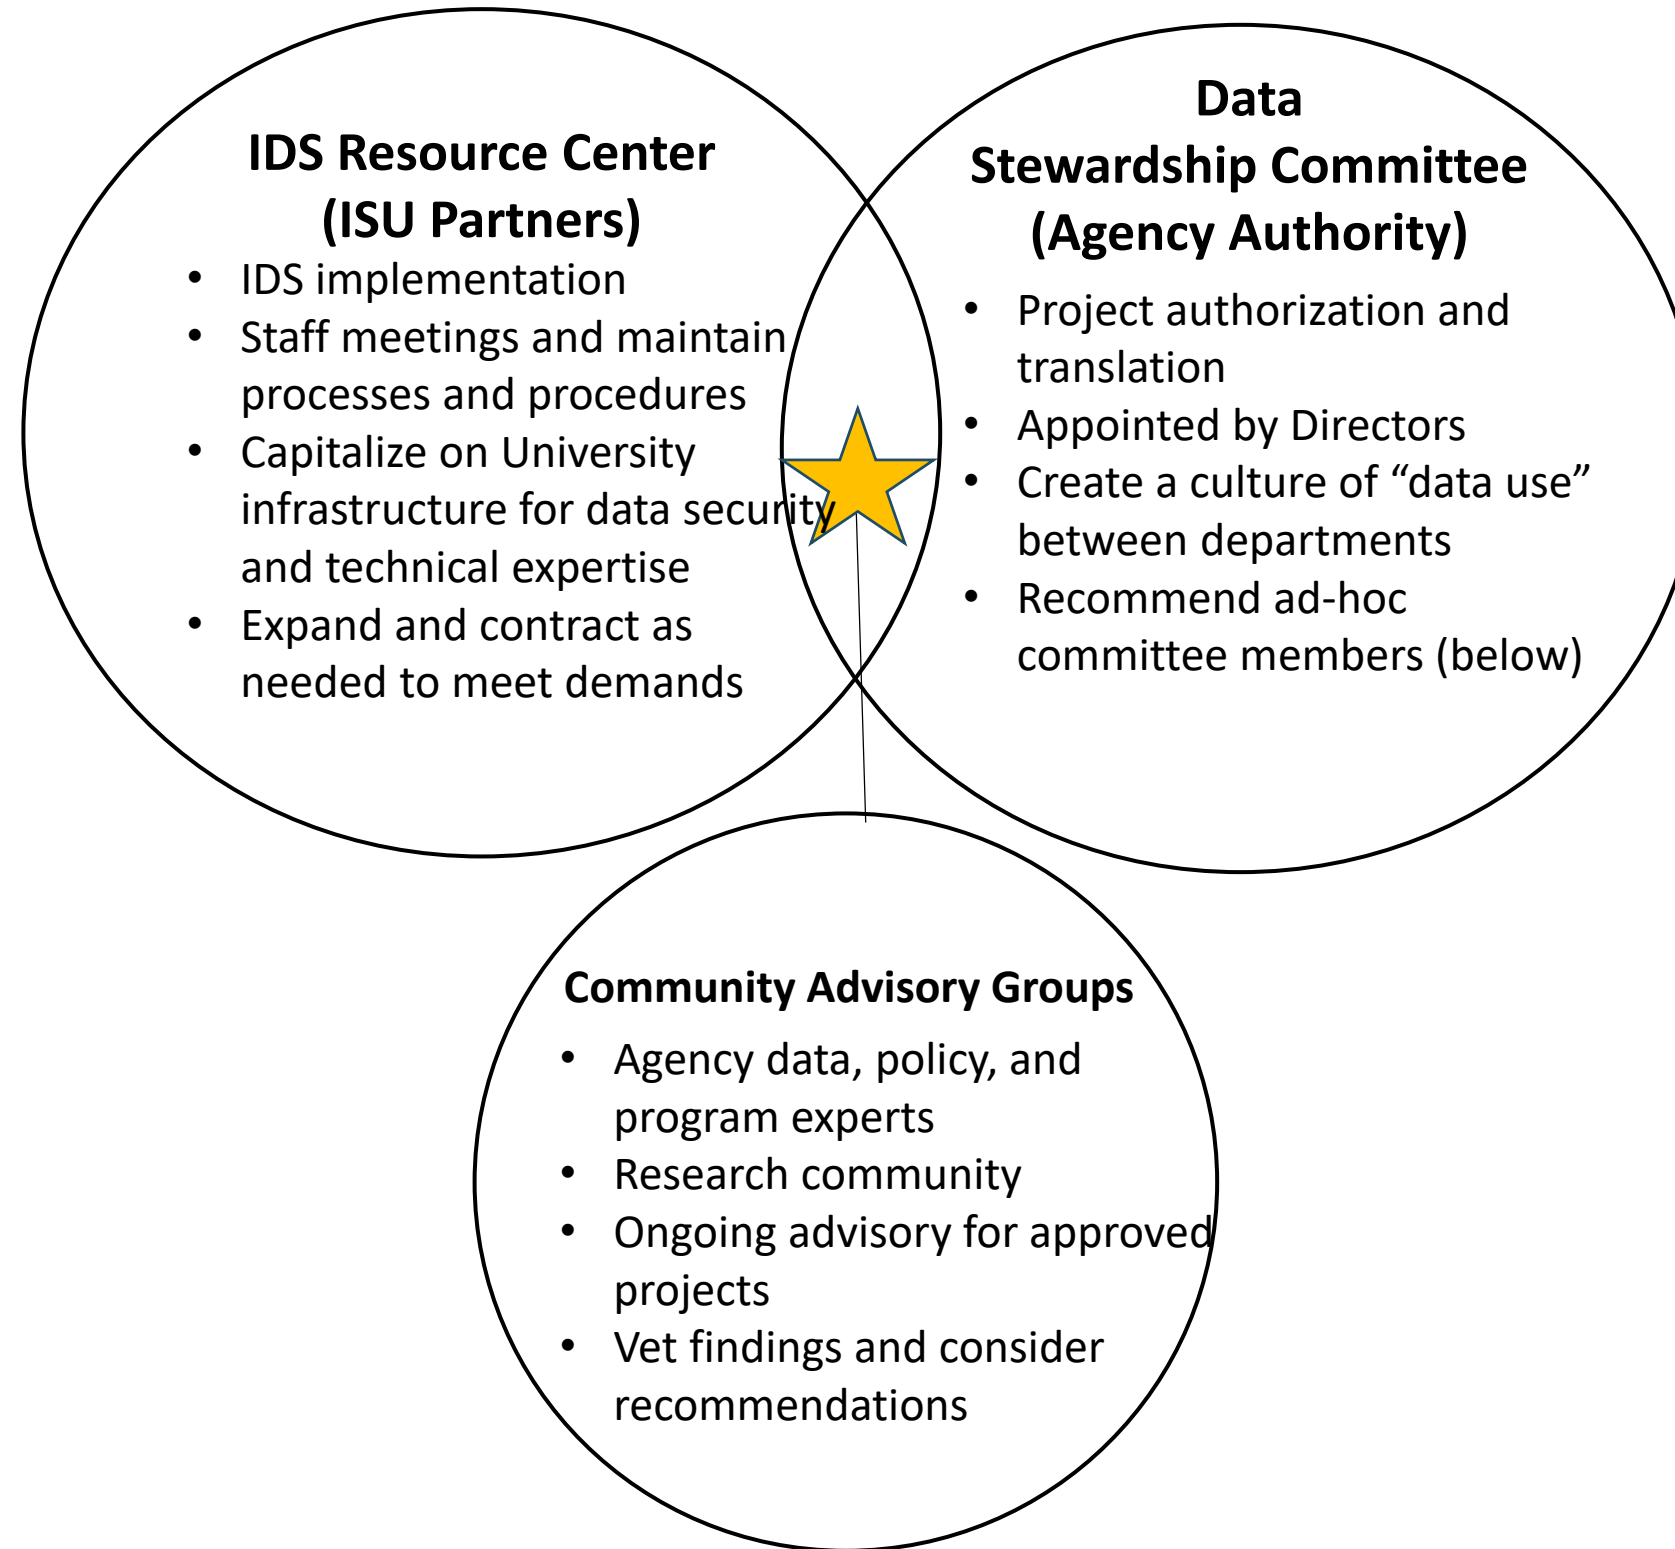 IDS Resource Center
(ISU Partners)
• IDS implementation
• Staff meetings and maintain
processes and procedures
• Capitalize on University
infrastructure for data security
and technical expertise
• Expand and contract as
needed to meet demands
Data
Stewardship Committee
(Agency Authority)
• Project authorization and
translation
• Appointed by Directors
• Create a culture of “data use”
between departments
• Recommend ad-hoc
committee members (below)
Community Advisory Groups
• Agency data, policy, and
program experts
• Research community
• Ongoing advisory for approved
projects
• Vet findings and consider
recommendations